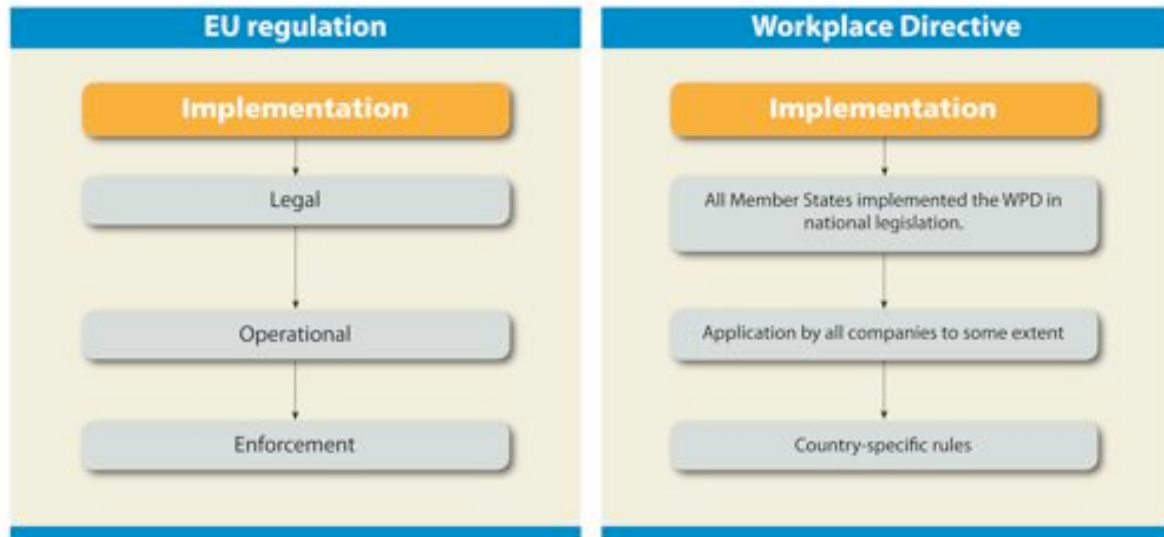 EU regulation
Implementation
Legal
Operational
Enforcement
Workplace Directive
Implementation
All Member States implemented the WPD in
national legislation.
Application by all companies to some extent
Country-specific rules